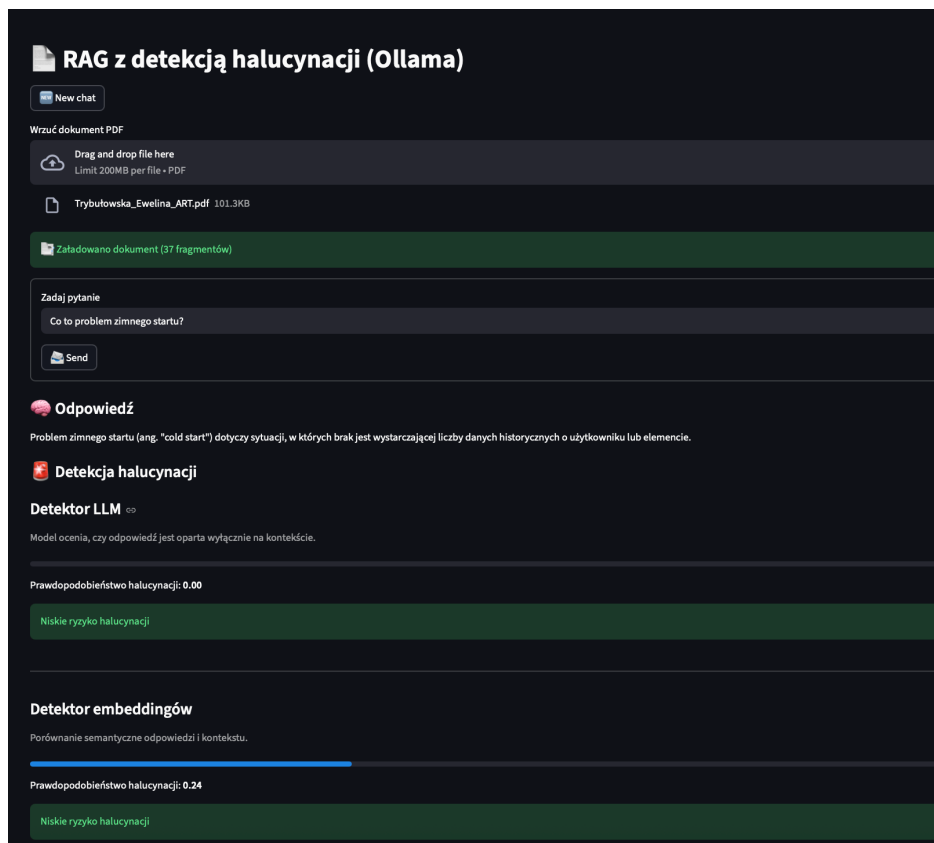 RAG z detekcją halucynacji (Ollama)
NEW New chat
Wrzuć dokument PDF
Drag and drop file here
Limit 200MB per file • PDF
Trybułowska_Ewelina_ART.pdf 101.3KB
Załadowano dokument (37 fragmentów)
Zadaj pytanie
Co to problem zimnego startu?
Send
Odpowiedź
Problem zimnego startu (ang. "cold start") dotyczy sytuacji, w których brak jest wystarczającej liczby danych historycznych o użytkowniku lub elemencie.
Detekcja halucynacji
Detektor LLM
Model ocenia, czy odpowiedź jest oparta wyłącznie na kontekście.
Prawdopodobieństwo halucynacji: 0.00
Niskie ryzyko halucynacji
Detektor embeddingów
Porównanie semantyczne odpowiedzi i kontekstu.
Prawdopodobieństwo halucynacji: 0.24
Niskie ryzyko halucynacji